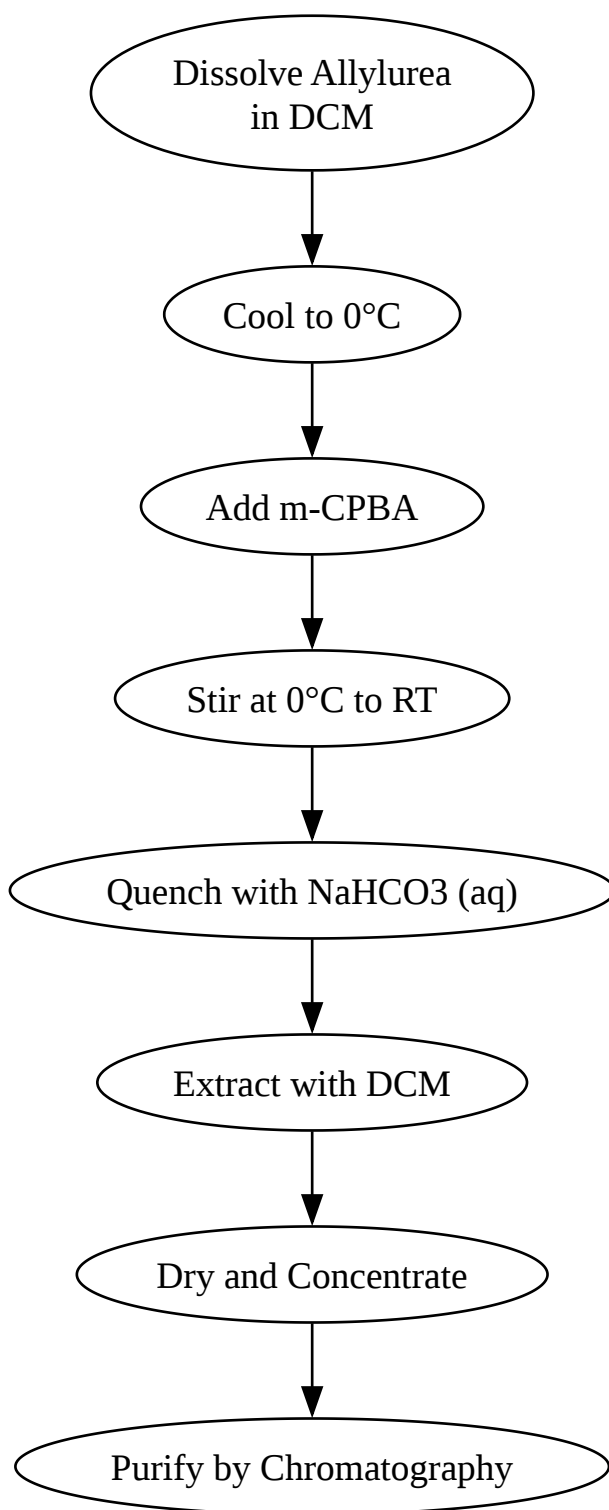 Dissolve Allylurea
in DCM
Cool to 0°C
Add m-CPBA
Stir at 0°C to RT
Quench with NaHCO3 (aq)
Extract with DCM
Dry and Concentrate
Purify by Chromatography